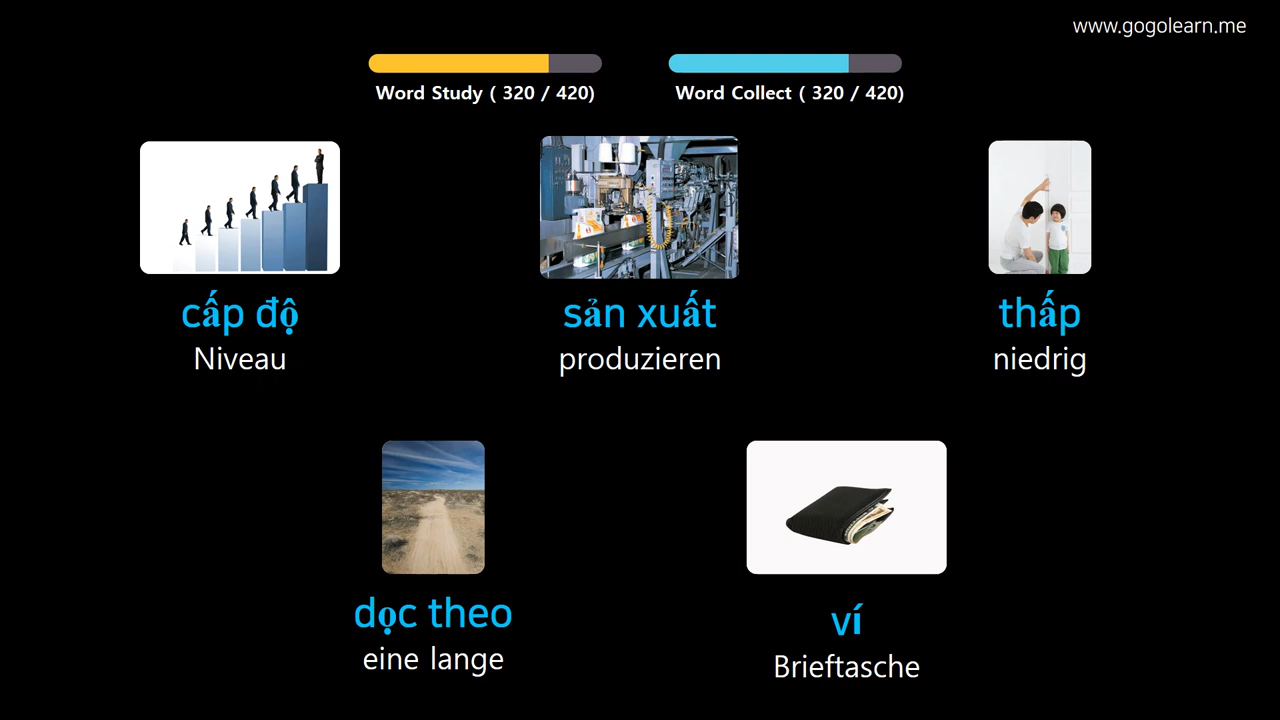 www.gogolearn.me
Word Study ( 320 / 420)
Word Collect ( 320 / 420)
cấp độ
Niveau
sản xuất
produzieren
thấp
niedrig
dọc theo
eine lange
ví
Brieftasche